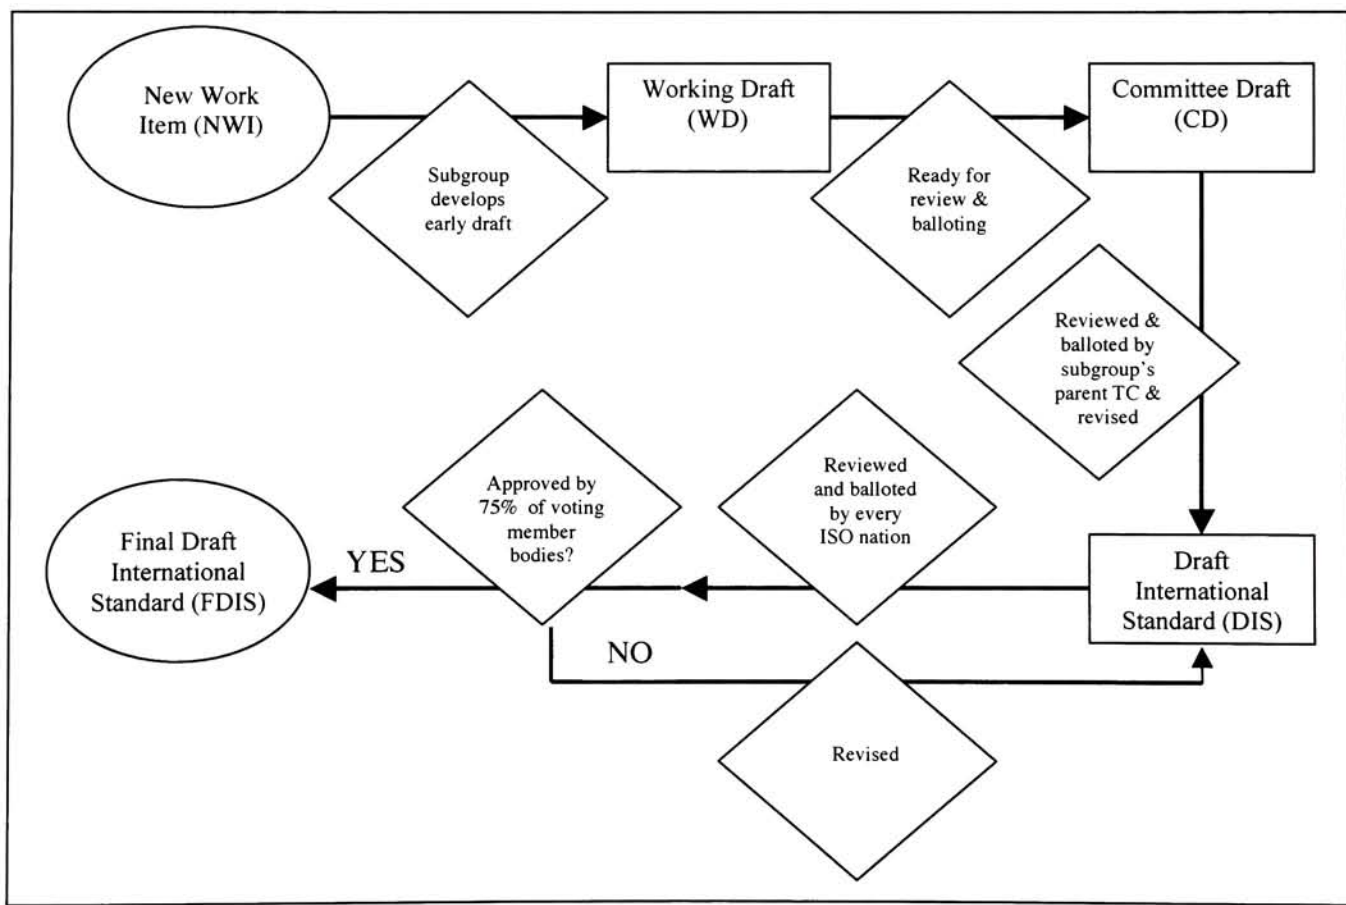 New Work
Item (NWI)
Subgroup
develops
early draft
Working Draft
(WD)
Ready for
review &
balloting
Committee Draft
(CD)
Reviewed &
balloted by
subgroup's
parent TC &
revised
Draft
International
Standard (DIS)
Reviewed
and balloted
by every
ISO nation
Approved by
75% of voting
member
bodies?
YES
Final Draft
International
Standard (FDIS)
NO
Revised